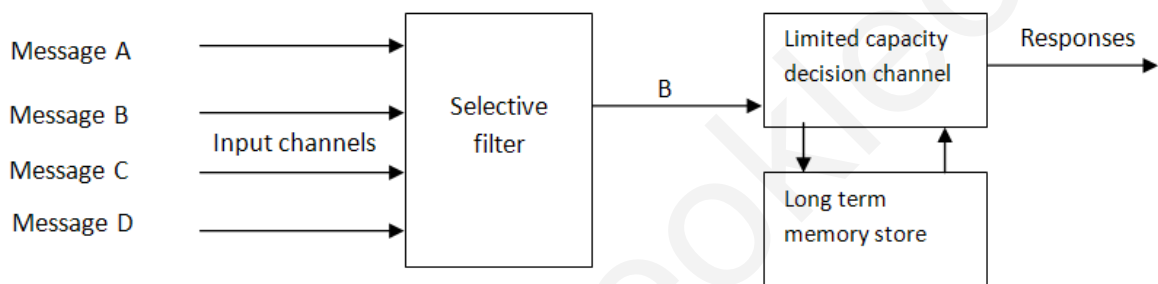 Message A
Message B
Input channels
Message C
Message D
Selective
filter
B
Limited capacity
decision channel
Responses
Long term
memory store